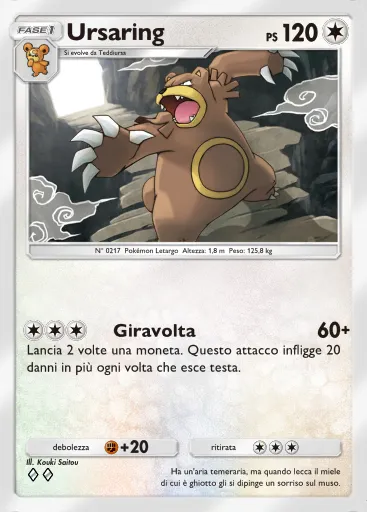 FASE 1
Ursaring
PS 120
Si evolve da Teddiursa
N° 0217 Pokémon Letargo Altezza: 1,8 m Peso: 125,8 kg
Giravolta 60+
Lancia 2 volte una moneta. Questo attacco infligge 20
danni in più ogni volta che esce testa.
debolezza +20 ritirata
Ill. Kouki Saitou
Ha un'aria temeraria, ma quando lecca il miele
di cui è ghiotto gli si dipinge un sorriso sul muso.